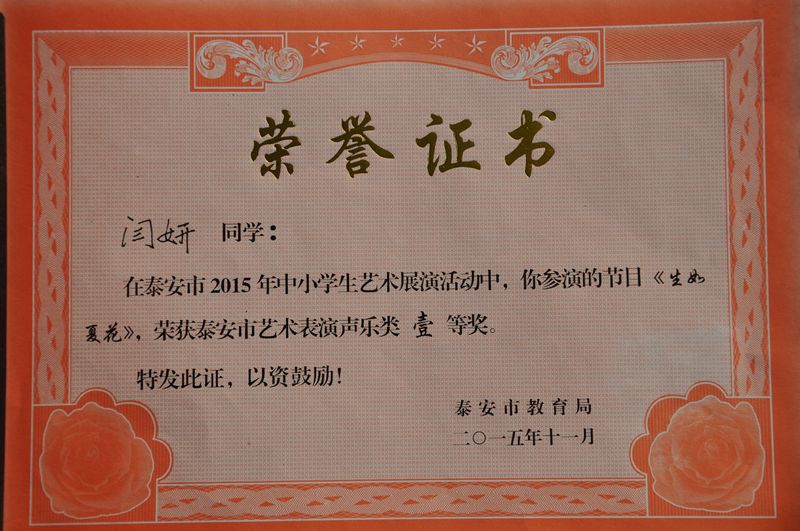 荣誉证书
闫妍 同学：
在泰安市2015年中小学生艺术展演活动中，你参演的节目《生如
夏花》，荣获泰安市艺术表演声乐类 壹 等奖。
特发此证，以资鼓励！
泰安市教育局
二〇一五年十一月